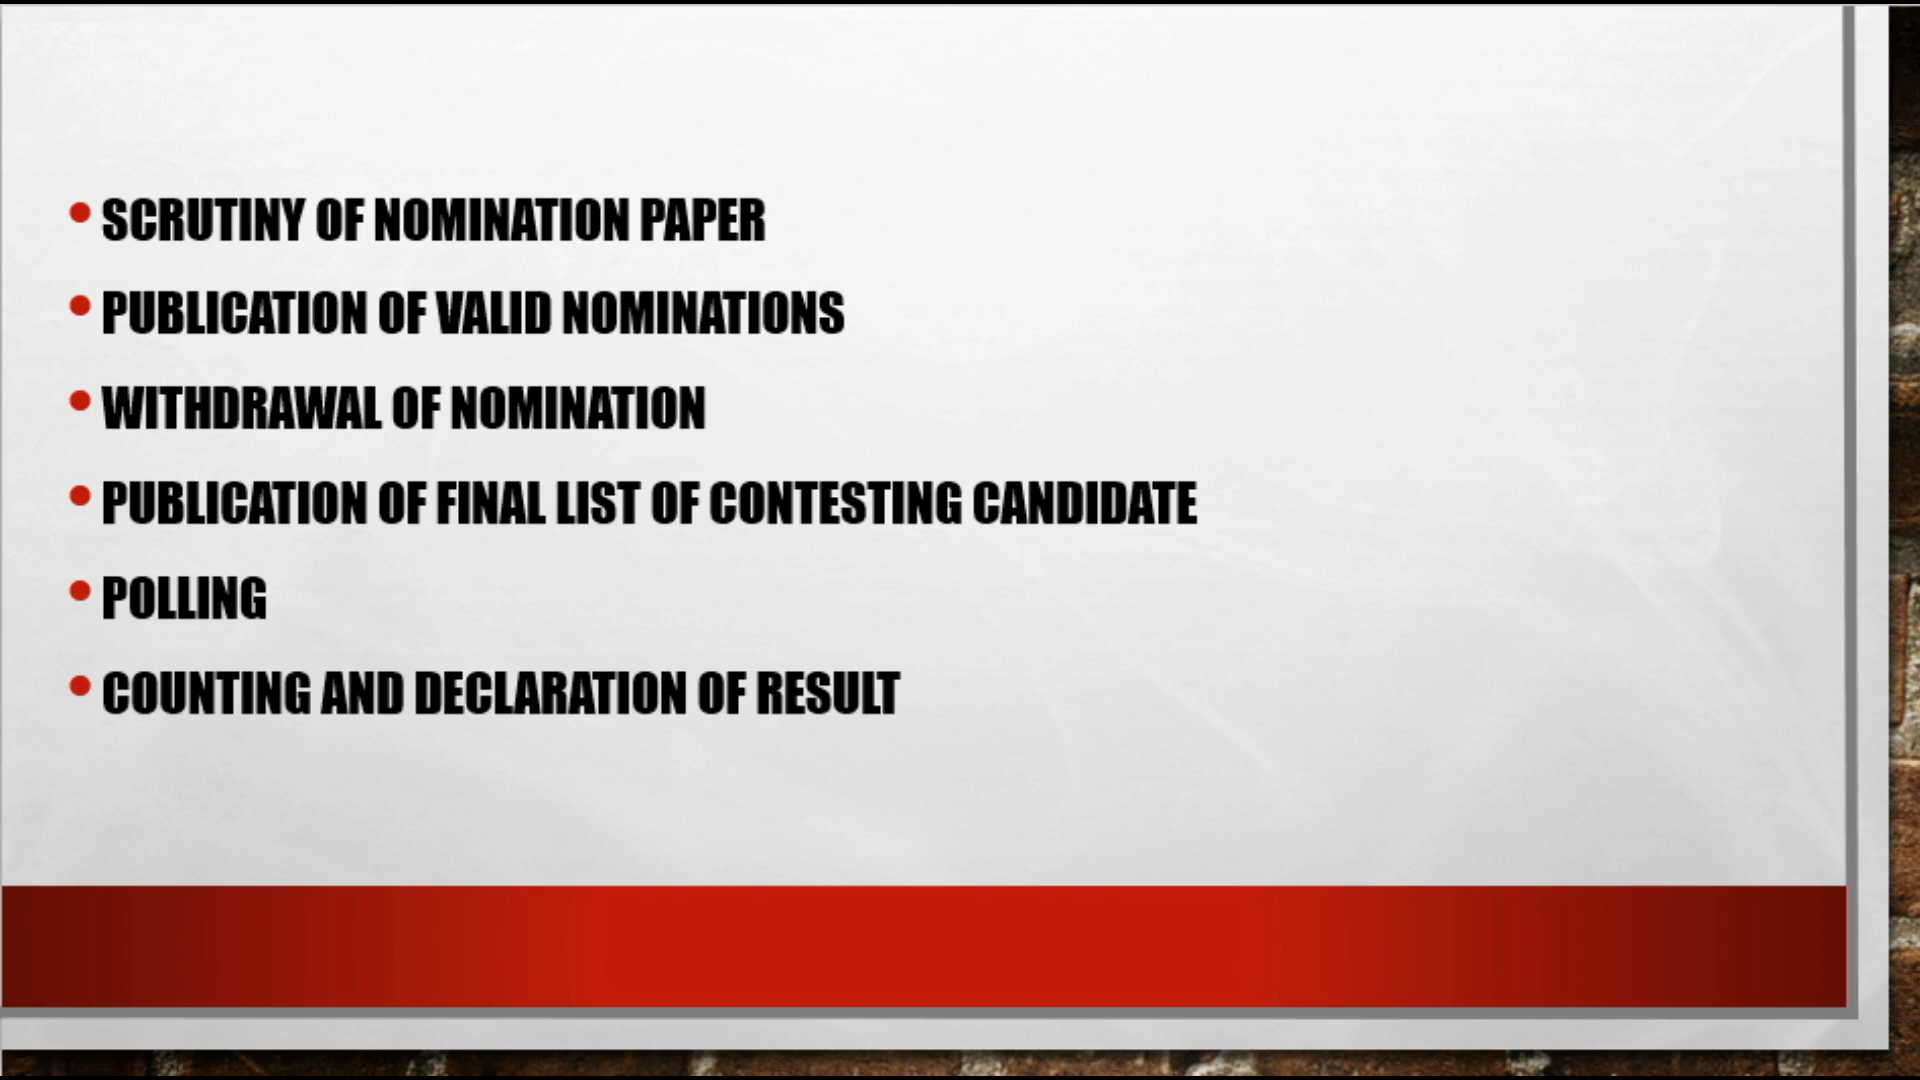 • SCRUTINY OF NOMINATION PAPER
• PUBLICATION OF VALID NOMINATIONS
• WITHDRAWAL OF NOMINATION
• PUBLICATION OF FINAL LIST OF CONTESTING CANDIDATE
• POLLING
• COUNTING AND DECLARATION OF RESULT